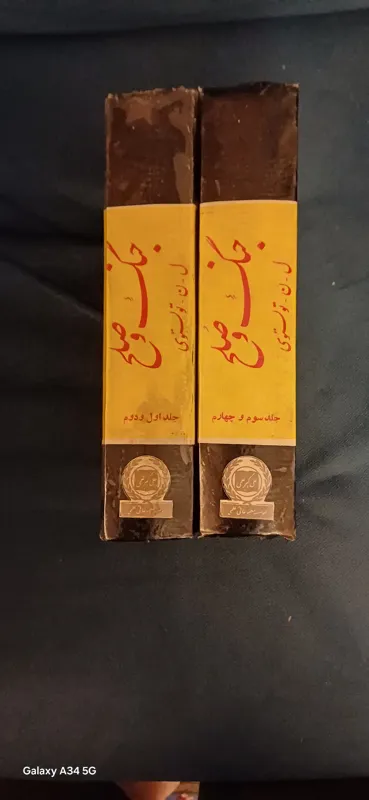 جنگ و صلح
ل . ن . تولستوی
جلد اول و دوم
جنگ و صلح
ل . ن . تولستوی
جلد سوم و چهارم
Galaxy A34 5G